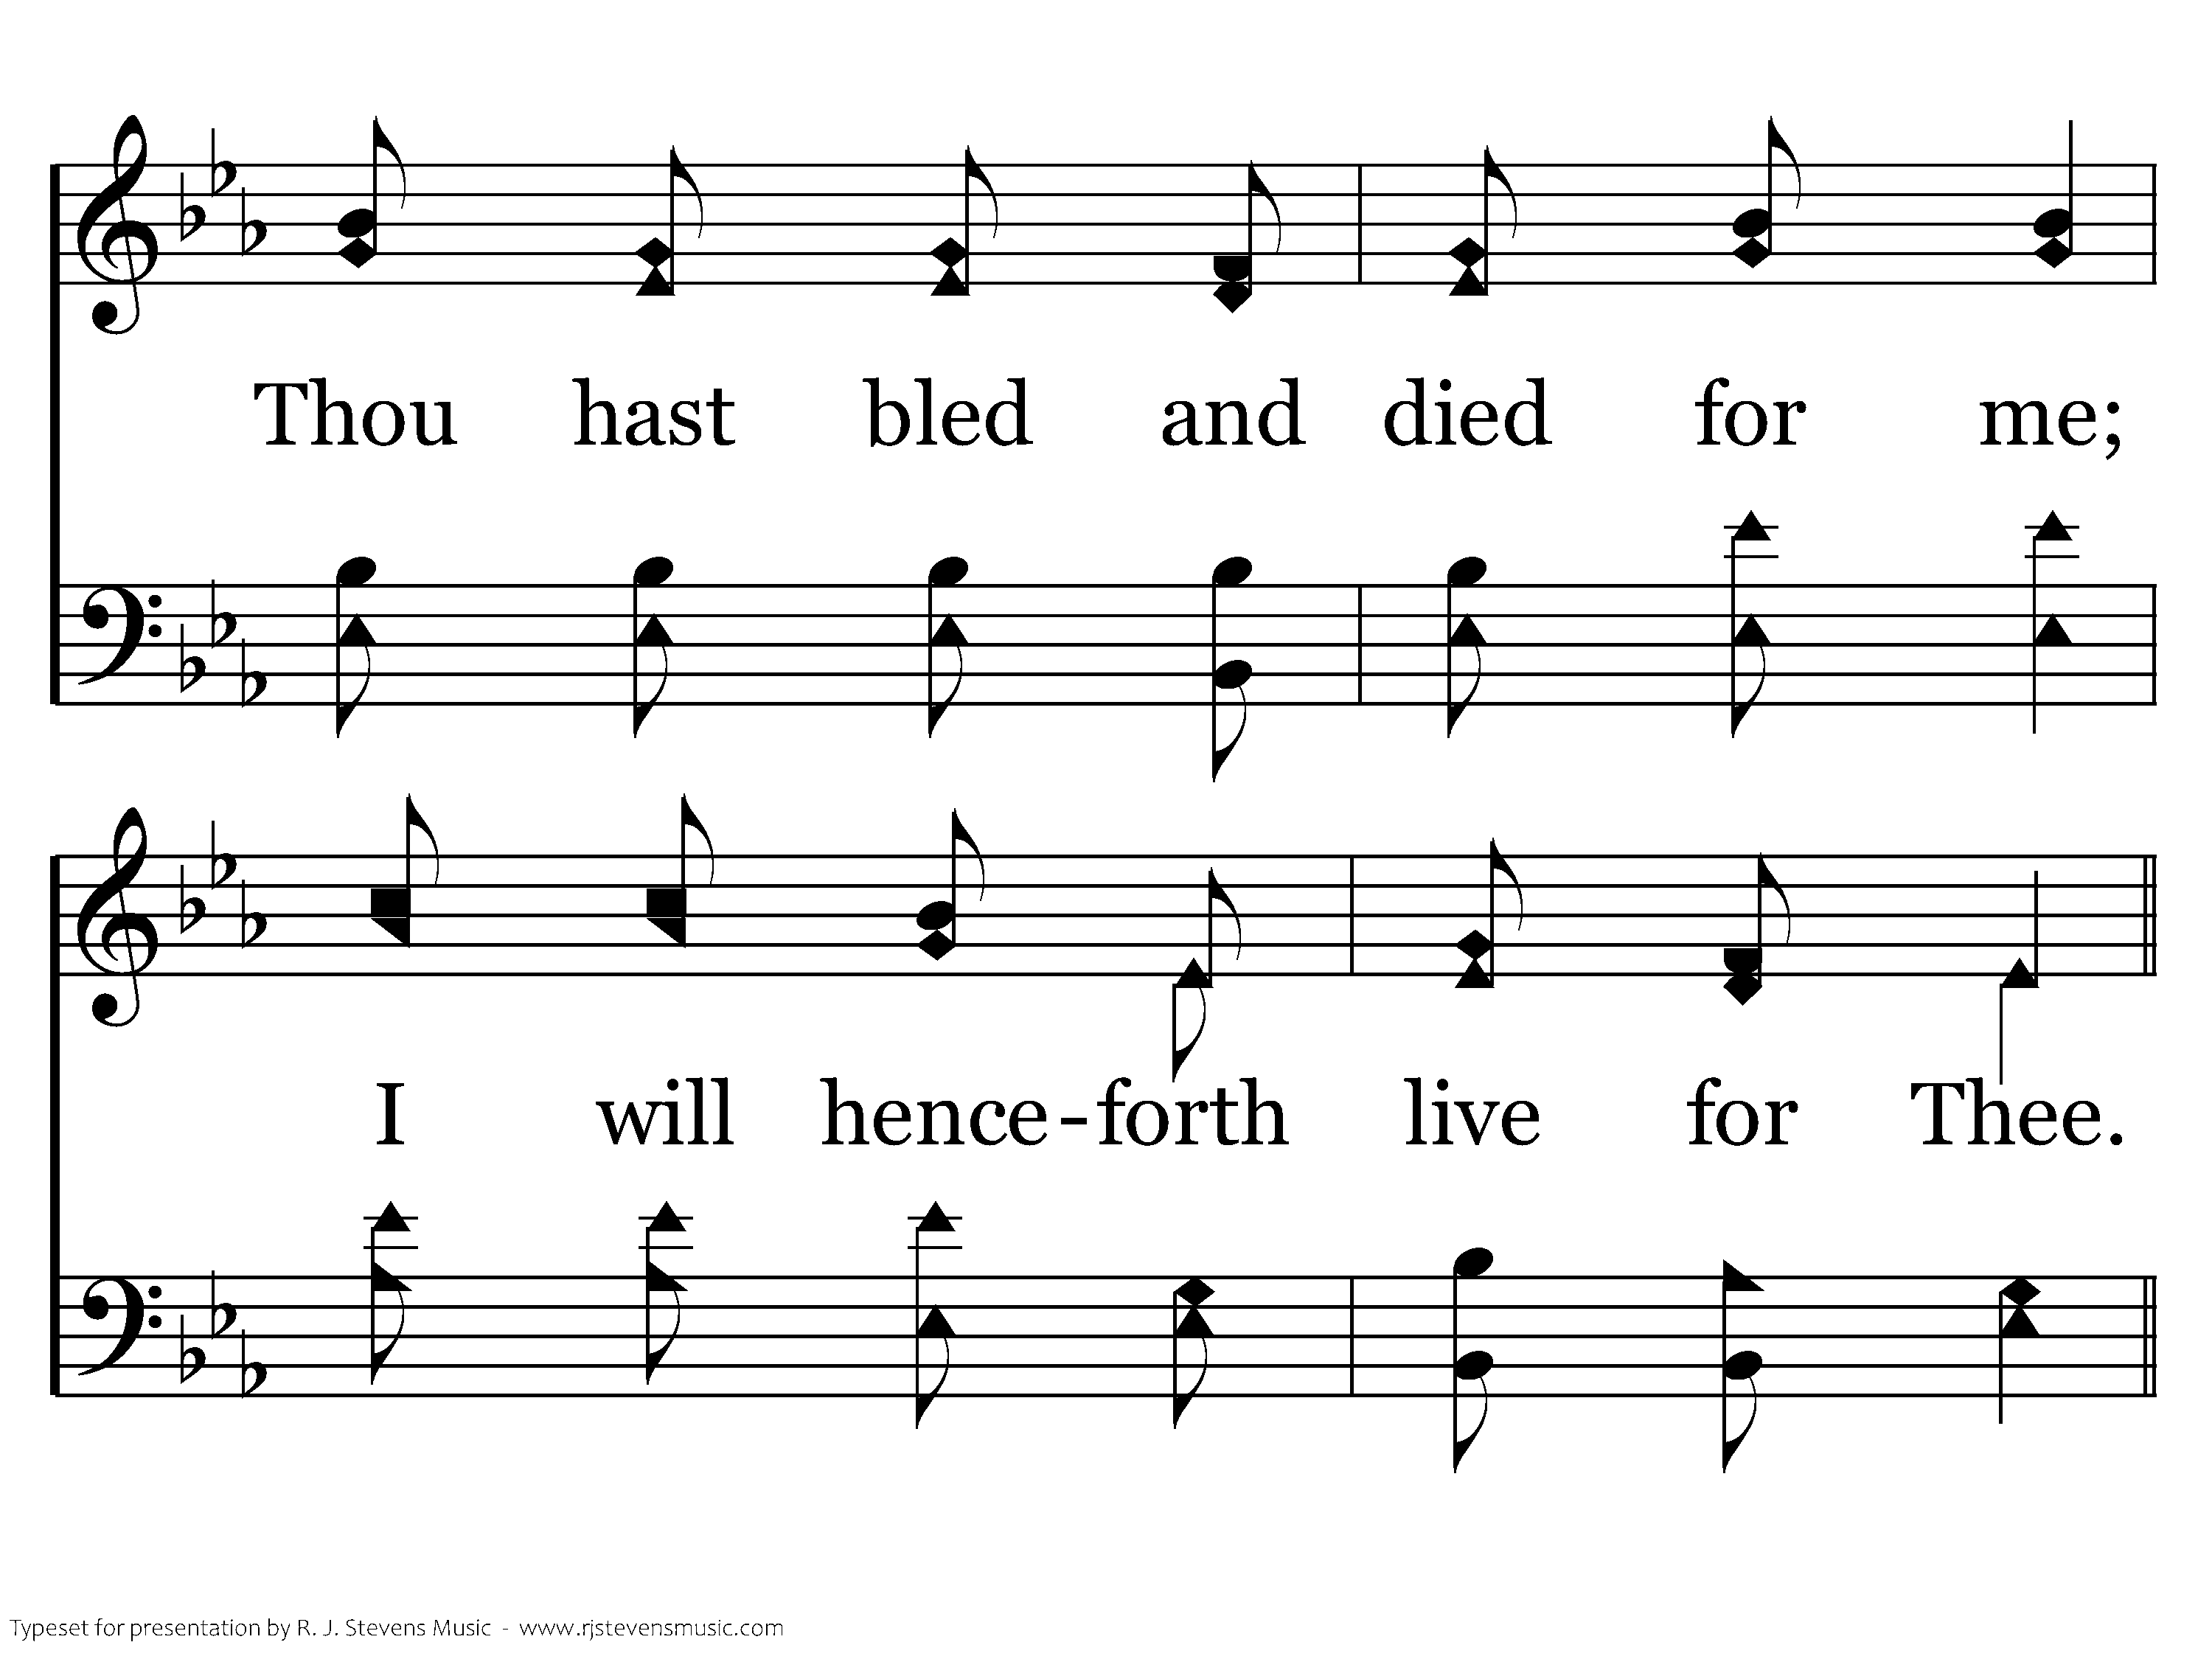 Thou hast bled and died for me;
I will hence-forth live for Thee.
Typeset for presentation by R. J. Stevens Music - www.rjstevensmusic.com